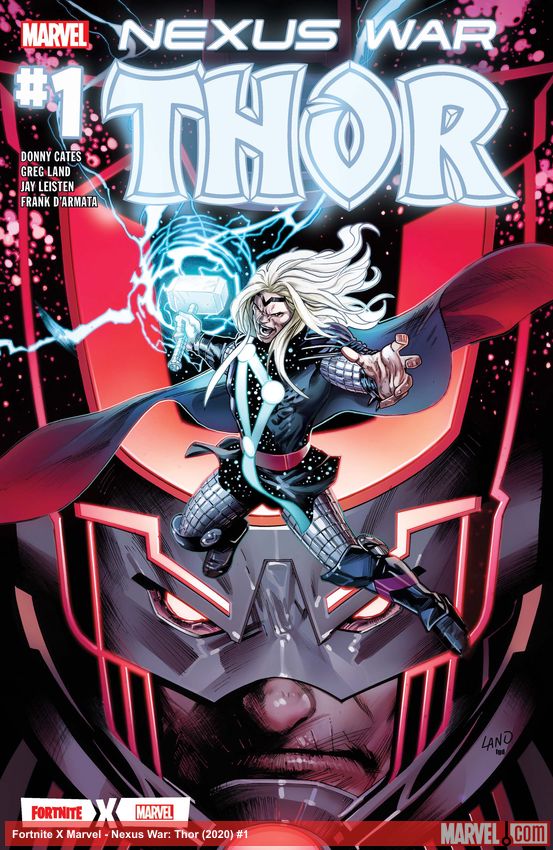 MARVEL
NEXUS WAR
#1
THOR
DONNY CATES
GREG LAND
JAY LEISTEN
FRANK D'ARMATA
LAND
FORTNITE X MARVEL
Fortnite X Marvel - Nexus War: Thor (2020) #1
MARVEL.com